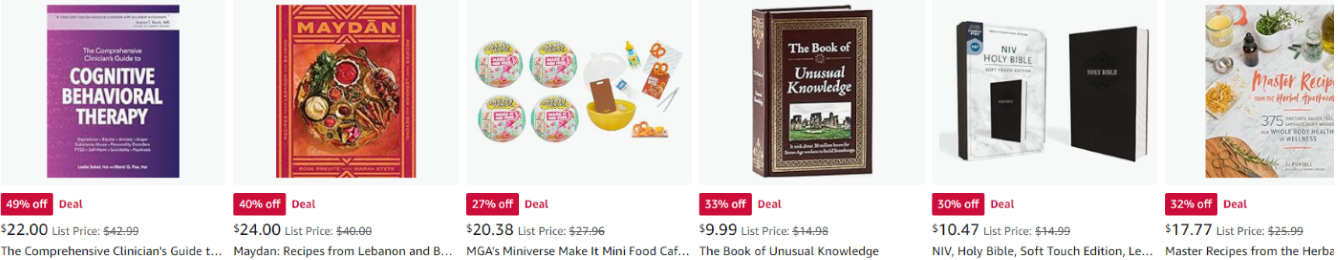 The Comprehensive
Clinician's Guide to
COGNITIVE
BEHAVIORAL
THERAPY
MAYDĀN
The Book of
Unusual
Knowledge
NIV
HOLY BIBLE
SOFT TOUCH EDITION
HOLY BIBLE
Master Recip
FROM THE
375
WHOLE BODY HEALTH
WELLNESS
49% off Deal
$22.00 List Price: $42.99
The Comprehensive Clinician's Guide t...
40% off Deal
$24.00 List Price: $40.00
Maydan: Recipes from Lebanon and B...
27% off Deal
$20.38 List Price: $27.96
MGA's Miniverse Make It Mini Food Caf...
33% off Deal
$9.99 List Price: $14.98
The Book of Unusual Knowledge
30% off Deal
$10.47 List Price: $14.99
NIV, Holy Bible, Soft Touch Edition, Le...
32% off Deal
$17.77 List Price: $25.99
Master Recipes from the Herba